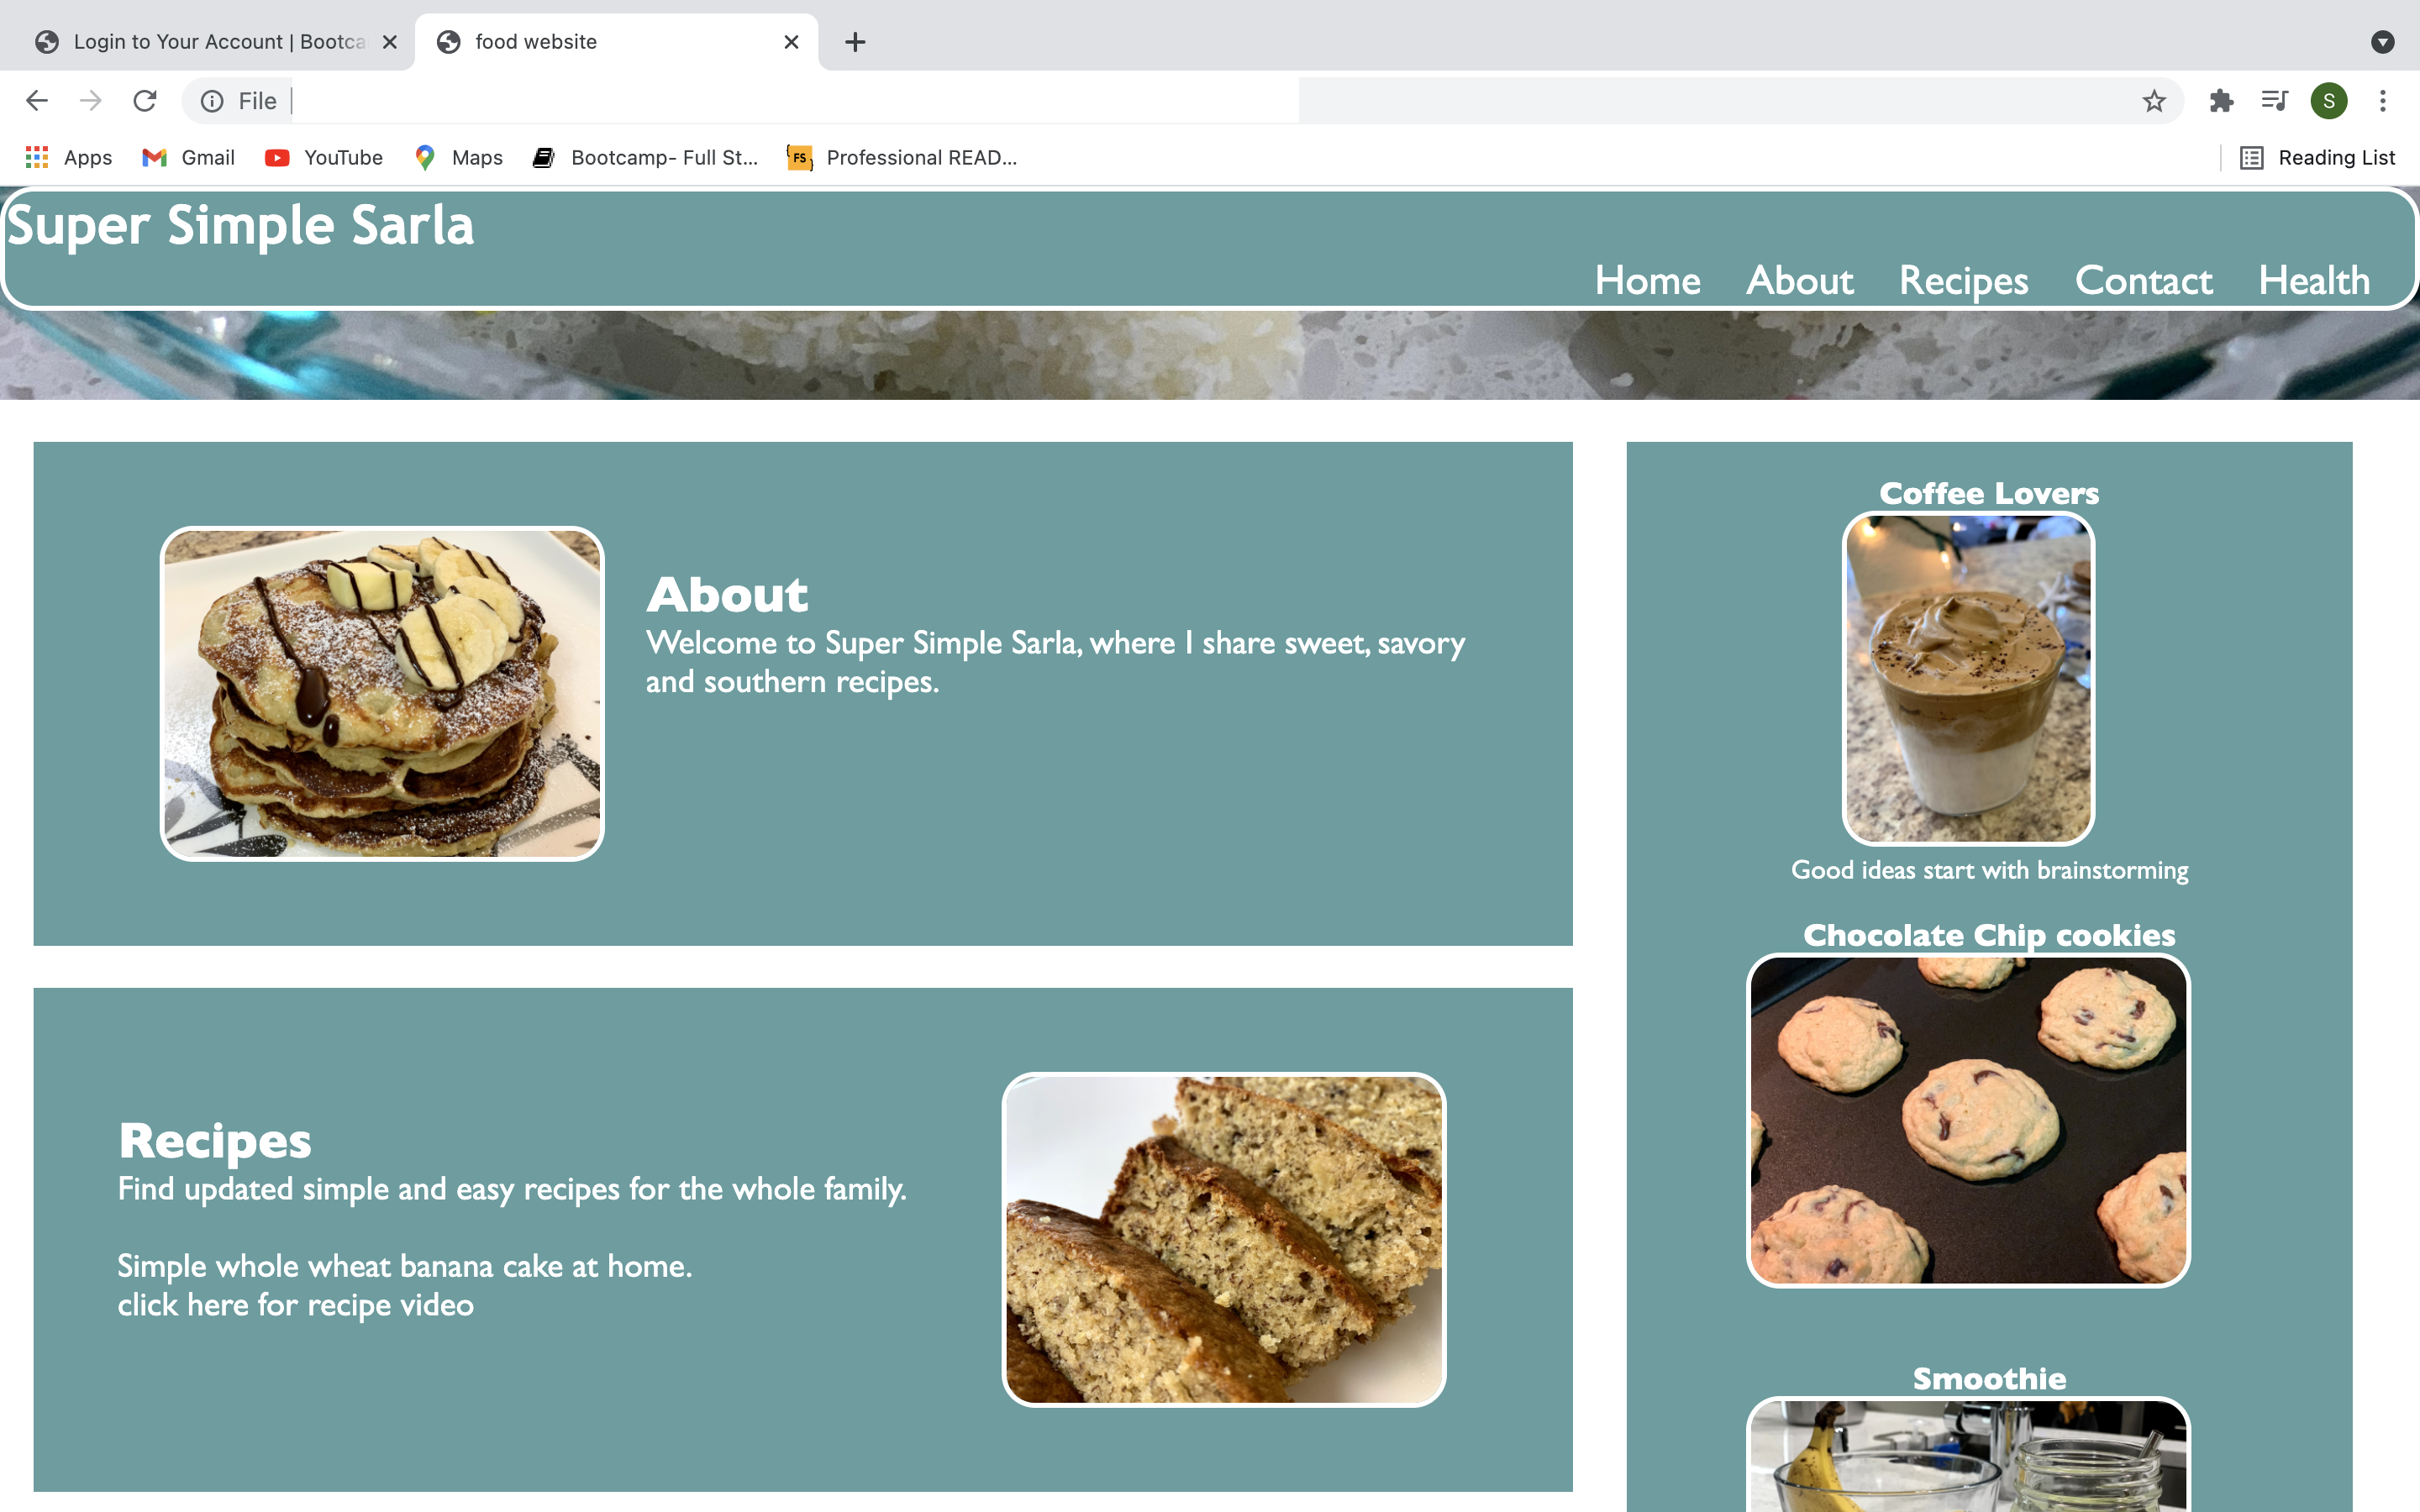 Login to Your Account | Bootca
food website
File
S
Apps
Gmail
YouTube
Maps
Bootcamp- Full St...
FS
Professional READ...
Reading List
Super Simple Sarla
Home About Recipes Contact Health
About
Welcome to Super Simple Sarla, where I share sweet, savory
and southern recipes.
Recipes
Find updated simple and easy recipes for the whole family.
Simple whole wheat banana cake at home.
click here for recipe video
Coffee Lovers
Good ideas start with brainstorming
Chocolate Chip cookies
Smoothie